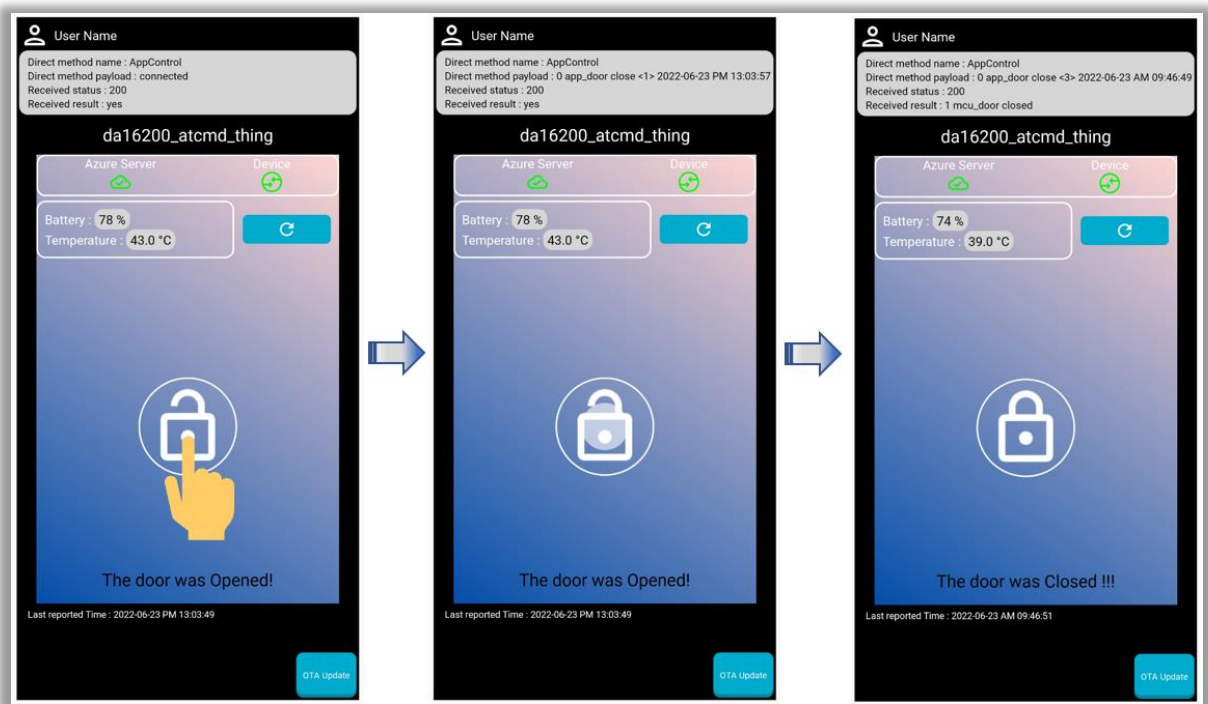 User Name
Direct method name : AppControl
Direct method payload : connected
Received status : 200
Received result : yes
da16200_atcmd_thing
Azure Server
Device
Battery : 78 %
Temperature : 43.0 °C
The door was Opened!
Last reported Time : 2022-06-23 PM 13:03:49
OTA Update
User Name
Direct method name : AppControl
Direct method payload : 0 app_door close <1> 2022-06-23 PM 13:03:57
Received status : 200
Received result : yes
da16200_atcmd_thing
Azure Server
Device
Battery : 78 %
Temperature : 43.0 °C
The door was Opened!
Last reported Time : 2022-06-23 PM 13:03:49
OTA Update
User Name
Direct method name : AppControl
Direct method payload : 0 app_door close <3> 2022-06-23 AM 09:46:49
Received status : 200
Received result : 1 mcu_door closed
da16200_atcmd_thing
Azure Server
Device
Battery : 74 %
Temperature : 39.0 °C
The door was Closed !!!
Last reported Time : 2022-06-23 AM 09:46:51
OTA Update